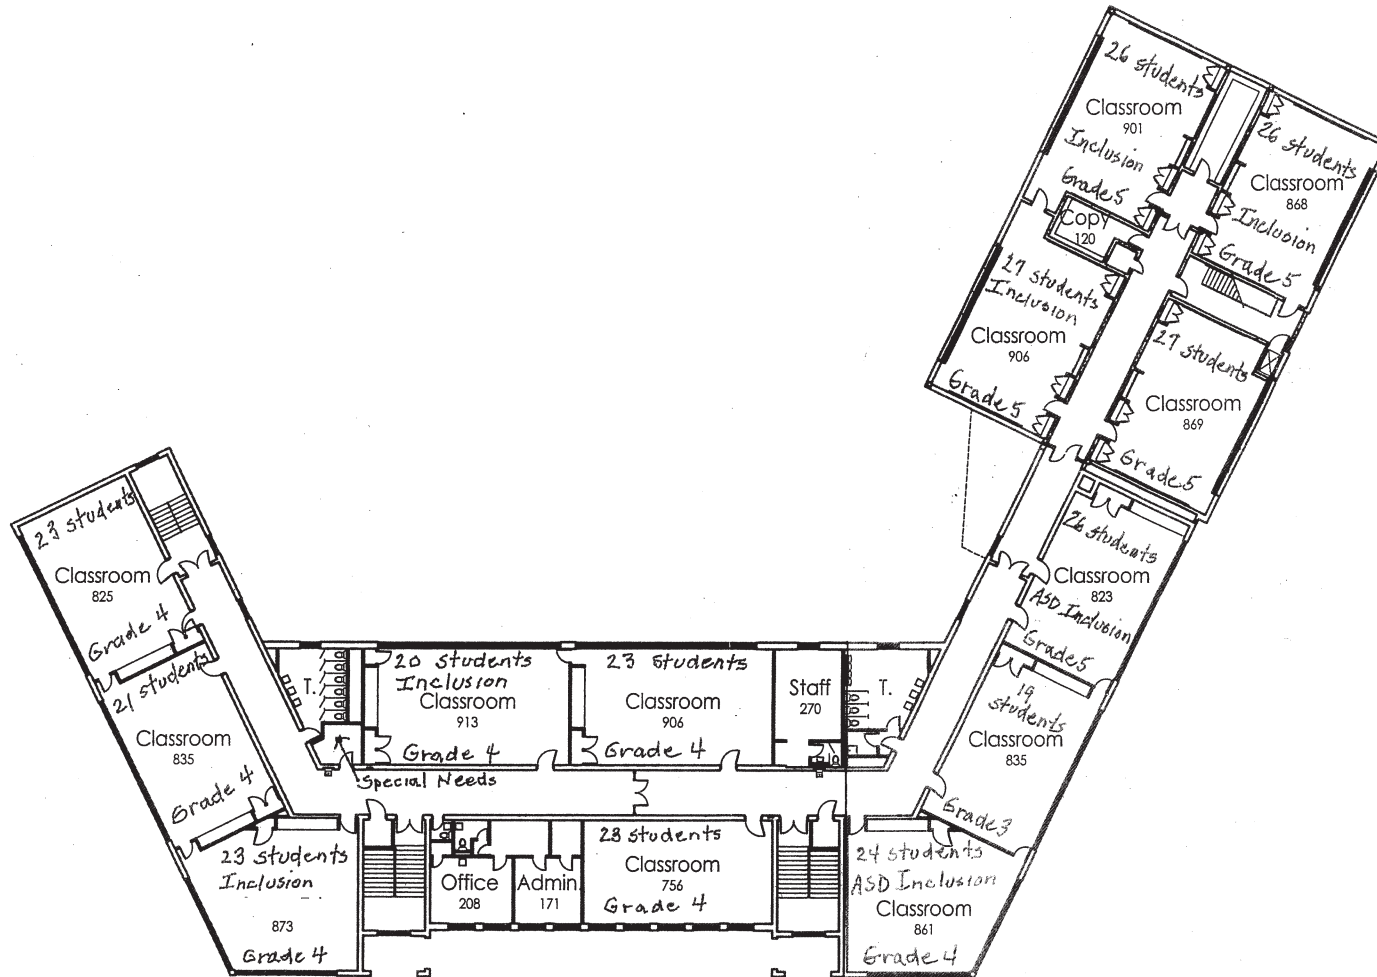 26 students
Classroom
901
Inclusion
Grade 5
26 students
Classroom
868
Inclusion
Grade 5
Copy
120
27 students
Inclusion
Classroom
906
Grade 5
27 students
Classroom
869
Grade 5
26 students
Classroom
823
ASD Inclusion
Grade 5
19
students
Classroom
835
Grade 3
24 students
ASD Inclusion
Classroom
861
Grade 4
23 students
Classroom
825
Grade 4
21 students
Classroom
835
Grade 4
23 students
Inclusion
873
Grade 4
T.
Special Needs
20 students
Inclusion
Classroom
913
Grade 4
23 students
Classroom
906
Grade 4
Staff
270
T.
Office
208
Admin.
171
23 students
Classroom
756
Grade 4